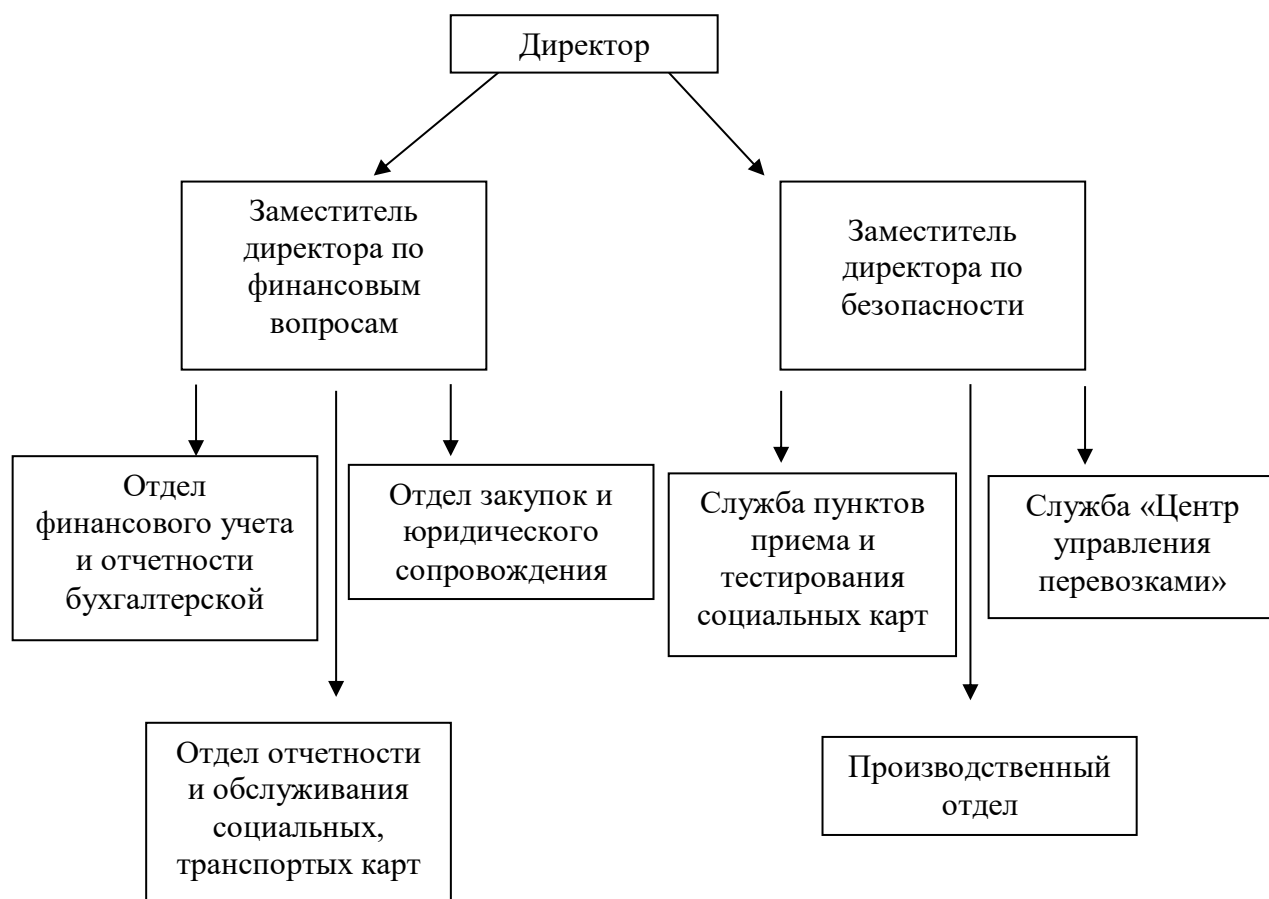 Директор
Заместитель
директора по
финансовым
вопросам
Заместитель
директора по
безопасности
Отдел
финансового учета
и отчетности
бухгалтерской
Отдел закупок и
юридического
сопровождения
Служба пунктов
приема и
тестирования
социальных карт
Служба «Центр
управления
перевозками»
Отдел отчетности
и обслуживания
социальных,
транспортых карт
Производственный
отдел